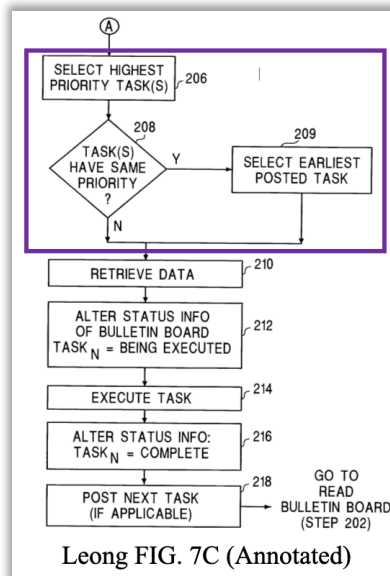 A
SELECT HIGHEST
PRIORITY TASK(S)
206
208
TASK(S)
HAVE SAME
PRIORITY
?
Y
N
209
SELECT EARLIEST
POSTED TASK
RETRIEVE DATA
210
ALTER STATUS INFO
OF BULLETIN BOARD
TASK N = BEING EXECUTED
212
EXECUTE TASK
214
ALTER STATUS INFO:
TASK N = COMPLETE
216
POST NEXT TASK
(IF APPLICABLE)
218
GO TO
READ
BULLETIN BOARD
(STEP 202)
Leong FIG. 7C (Annotated)